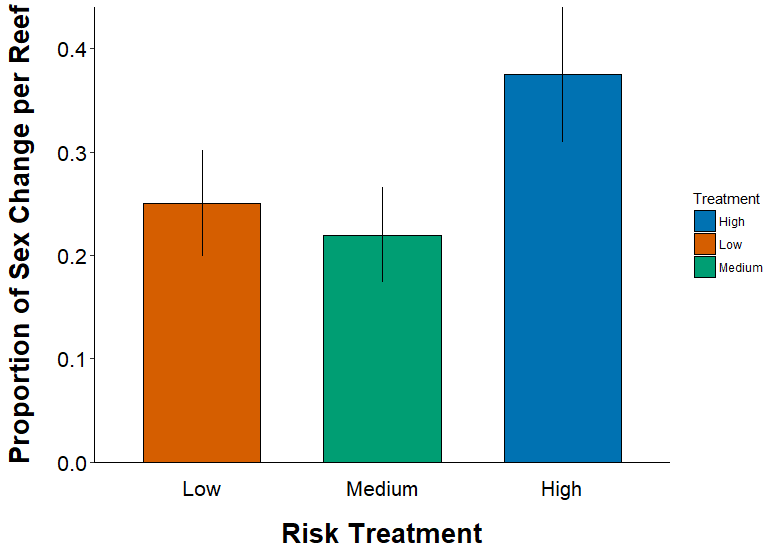 Proportion of Sex Change per Reef
0.4
0.3
0.2
0.1
0.0
Low Medium High
Risk Treatment
Treatment
High
Low
Medium